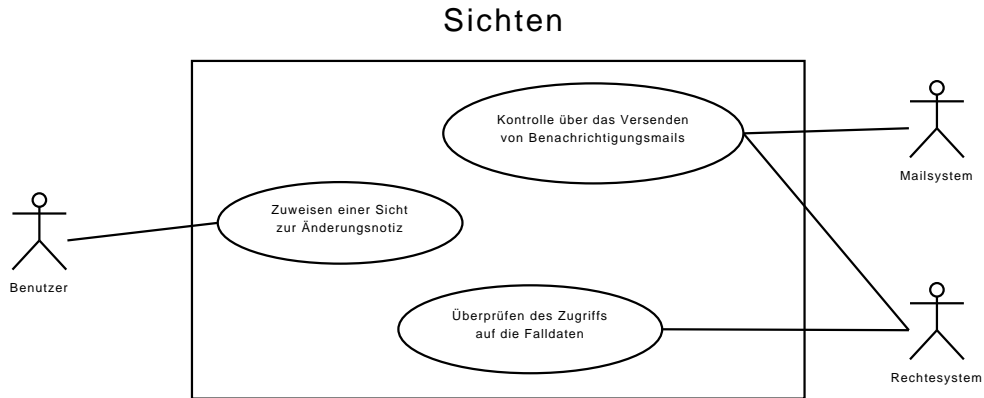 Sichten
Kontrolle über das Versenden
von Benachrichtigungsmails
Mailsystem
Zuweisen einer Sicht
zur Änderungsnotiz
Benutzer
Überprüfen des Zugriffs
auf die Falldaten
Rechtesystem